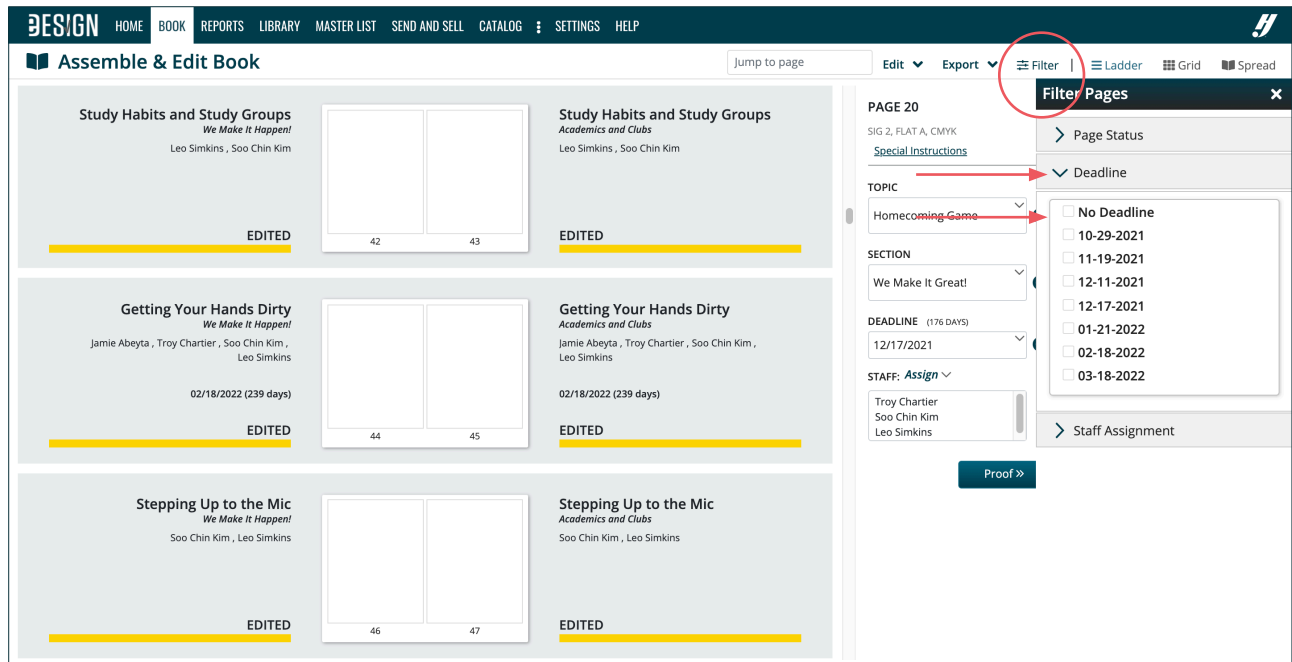 DESIGN HOME BOOK REPORTS LIBRARY MASTER LIST SEND AND SELL CATALOG SETTINGS HELP
Assemble & Edit Book
Jump to page
Edit Export Filter | Ladder Grid Spread
Study Habits and Study Groups
We Make It Happen!
Leo Simkins , Soo Chin Kim
EDITED
42 43
Study Habits and Study Groups
Academics and Clubs
Leo Simkins , Soo Chin Kim
EDITED
Getting Your Hands Dirty
We Make It Happen!
Jamie Abeyta , Troy Chartier , Soo Chin Kim ,
Leo Simkins
02/18/2022 (239 days)
EDITED
44 45
Getting Your Hands Dirty
Academics and Clubs
Jamie Abeyta , Troy Chartier , Soo Chin Kim ,
Leo Simkins
02/18/2022 (239 days)
EDITED
Stepping Up to the Mic
We Make It Happen!
Soo Chin Kim , Leo Simkins
EDITED
46 47
Stepping Up to the Mic
Academics and Clubs
Soo Chin Kim , Leo Simkins
EDITED
PAGE 20
SIG 2, FLAT A, CMYK
Special Instructions
TOPIC
Homecoming Game
SECTION
We Make It Great!
DEADLINE (176 DAYS)
12/17/2021
STAFF: Assign
Troy Chartier
Soo Chin Kim
Leo Simkins
Proof »
Filter Pages
Page Status
Deadline
No Deadline
10-29-2021
11-19-2021
12-11-2021
12-17-2021
01-21-2022
02-18-2022
03-18-2022
Staff Assignment